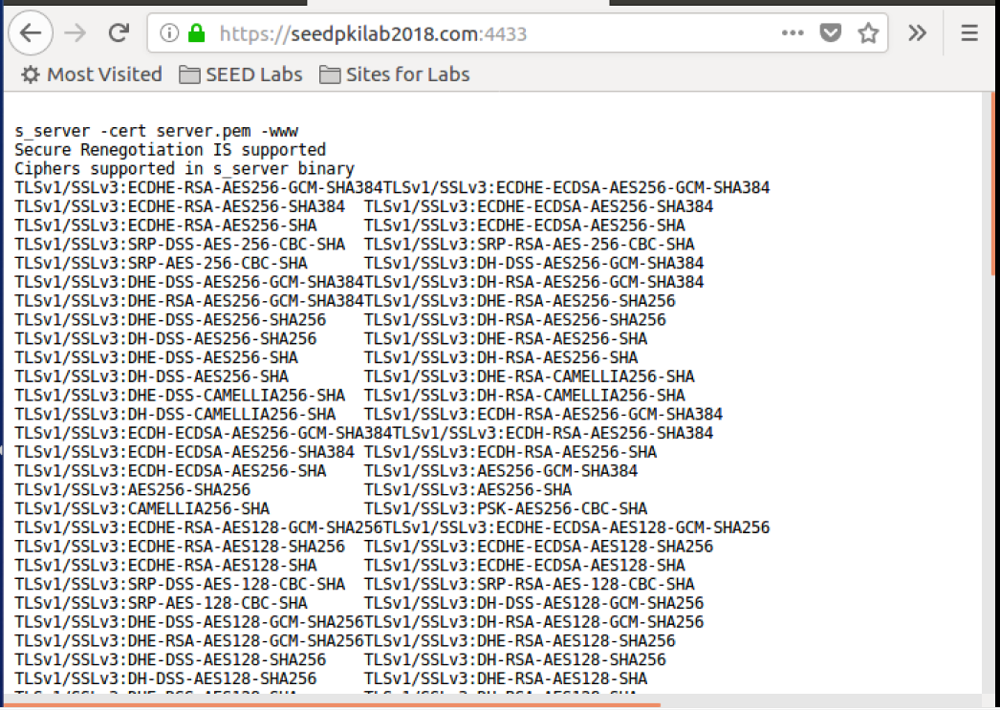 https://seedpkilab2018.com:4433
Most Visited SEED Labs Sites for Labs
s_server -cert server.pem -www
Secure Renegotiation IS supported
Ciphers supported in s_server binary
TLSv1/SSLv3:ECDHE-RSA-AES256-GCM-SHA384TLSv1/SSLv3:ECDHE-ECDSA-AES256-GCM-SHA384
TLSv1/SSLv3:ECDHE-RSA-AES256-SHA384 TLSv1/SSLv3:ECDHE-ECDSA-AES256-SHA384
TLSv1/SSLv3:ECDHE-RSA-AES256-SHA TLSv1/SSLv3:ECDHE-ECDSA-AES256-SHA
TLSv1/SSLv3:SRP-DSS-AES-256-CBC-SHA TLSv1/SSLv3:SRP-RSA-AES-256-CBC-SHA
TLSv1/SSLv3:SRP-AES-256-CBC-SHA TLSv1/SSLv3:DH-DSS-AES256-GCM-SHA384
TLSv1/SSLv3:DHE-DSS-AES256-GCM-SHA384TLSv1/SSLv3:DH-RSA-AES256-GCM-SHA384
TLSv1/SSLv3:DHE-RSA-AES256-GCM-SHA384TLSv1/SSLv3:DHE-RSA-AES256-SHA256
TLSv1/SSLv3:DHE-DSS-AES256-SHA256 TLSv1/SSLv3:DH-RSA-AES256-SHA256
TLSv1/SSLv3:DH-DSS-AES256-SHA256 TLSv1/SSLv3:DHE-RSA-AES256-SHA
TLSv1/SSLv3:DHE-DSS-AES256-SHA TLSv1/SSLv3:DH-RSA-AES256-SHA
TLSv1/SSLv3:DH-DSS-AES256-SHA TLSv1/SSLv3:DHE-RSA-CAMELLIA256-SHA
TLSv1/SSLv3:DHE-DSS-CAMELLIA256-SHA TLSv1/SSLv3:DH-RSA-CAMELLIA256-SHA
TLSv1/SSLv3:DH-DSS-CAMELLIA256-SHA TLSv1/SSLv3:ECDH-RSA-AES256-GCM-SHA384
TLSv1/SSLv3:ECDH-ECDSA-AES256-GCM-SHA384TLSv1/SSLv3:ECDH-RSA-AES256-SHA384
TLSv1/SSLv3:ECDH-ECDSA-AES256-SHA384 TLSv1/SSLv3:ECDH-RSA-AES256-SHA
TLSv1/SSLv3:ECDH-ECDSA-AES256-SHA TLSv1/SSLv3:AES256-GCM-SHA384
TLSv1/SSLv3:AES256-SHA256 TLSv1/SSLv3:AES256-SHA
TLSv1/SSLv3:CAMELLIA256-SHA TLSv1/SSLv3:PSK-AES256-CBC-SHA
TLSv1/SSLv3:ECDHE-RSA-AES128-GCM-SHA256TLSv1/SSLv3:ECDHE-ECDSA-AES128-GCM-SHA256
TLSv1/SSLv3:ECDHE-RSA-AES128-SHA256 TLSv1/SSLv3:ECDHE-ECDSA-AES128-SHA256
TLSv1/SSLv3:ECDHE-RSA-AES128-SHA TLSv1/SSLv3:ECDHE-ECDSA-AES128-SHA
TLSv1/SSLv3:SRP-DSS-AES-128-CBC-SHA TLSv1/SSLv3:SRP-RSA-AES-128-CBC-SHA
TLSv1/SSLv3:SRP-AES-128-CBC-SHA TLSv1/SSLv3:DH-DSS-AES128-GCM-SHA256
TLSv1/SSLv3:DHE-DSS-AES128-GCM-SHA256TLSv1/SSLv3:DH-RSA-AES128-GCM-SHA256
TLSv1/SSLv3:DHE-RSA-AES128-GCM-SHA256TLSv1/SSLv3:DHE-RSA-AES128-SHA256
TLSv1/SSLv3:DHE-DSS-AES128-SHA256 TLSv1/SSLv3:DH-RSA-AES128-SHA256
TLSv1/SSLv3:DH-DSS-AES128-SHA256 TLSv1/SSLv3:DHE-RSA-AES128-SHA